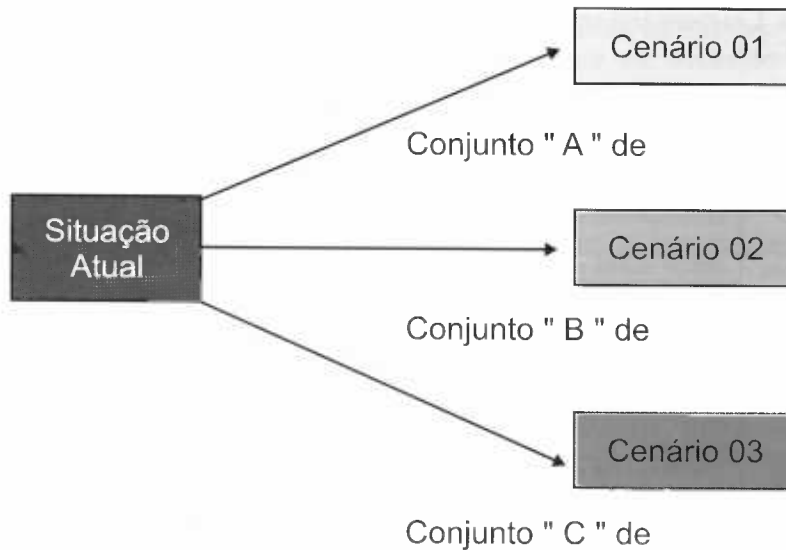 Cenário 01
Conjunto " A " de
Situação
Atual
Cenário 02
Conjunto " B " de
Cenário 03
Conjunto " C " de